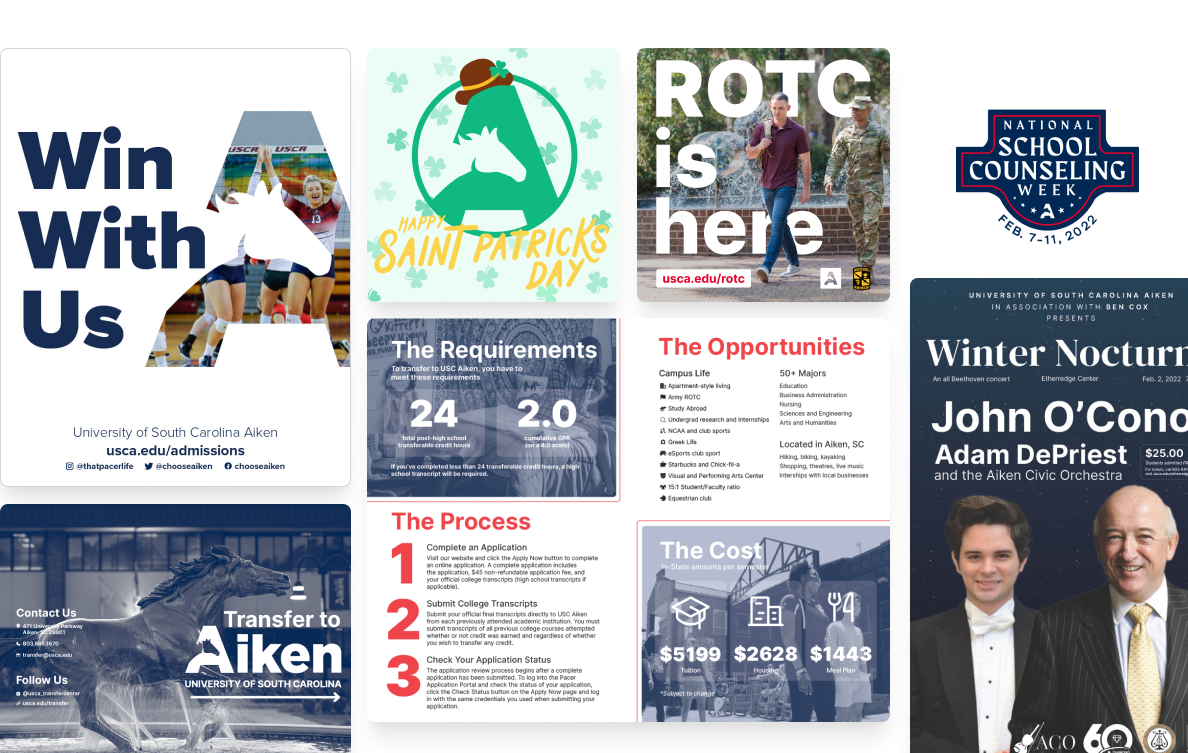 Win
With
Us
USCR
USCR
13
University of South Carolina Aiken
usca.edu/admissions
@thatpacerlife @chooseaiken chooseaiken
HAPPY
SAINT PATRICK'S
DAY
ROTC
is
here
usca.edu/rotc
NATIONAL
SCHOOL
COUNSELING
WEEK
FEB. 7-11, 2022
The Requirements
To transfer to USC Aiken, you have to
meet these requirements
24
total post-high school
transferable credit hours
2.0
cumulative GPA
(on a 4.0 scale)
If you've completed less than 24 transferable credit hours, a high
school transcript will be required.
The Opportunities
Campus Life
Apartment-style living
Army ROTC
Study Abroad
Undergrad research and internships
NCAA and club sports
Greek Life
eSports club sport
Starbucks and Chick-fil-a
Visual and Performing Arts Center
15:1 Student/Faculty ratio
Equestrian club
50+ Majors
Education
Business Administration
Nursing
Sciences and Engineering
Arts and Humanities
Located in Aiken, SC
Hiking, biking, kayaking
Shopping, theatres, live music
Interships with local businesses
The Process
1
Complete an Application
Visit our website and click the Apply Now button to complete
an online application. A complete application includes
the application, $45 non-refundable application fee, and
your official college transcripts (high school transcripts if
applicable).
2
Submit College Transcripts
Submit your official final transcripts directly to USC Aiken
from each previously attended academic institution. You must
submit transcripts of all previous college courses attempted
whether or not credit was earned and regardless of whether
you wish to transfer any credit.
3
Check Your Application Status
The application review process begins after a complete
application has been submitted. To log into the Pacer
Application Portal and check the status of your application,
click the Check Status button on the Apply Now page and log
in with the same credentials you used when submitting your
application.
The Cost
In-State amounts per semester
$5199 $2628 $1443
Tuition Housing Meal Plan
*Subject to change
Contact Us
471 University Parkway
Aiken, SC 29801
803.641.3670
transfer@usca.edu
Follow Us
@usca_transfercenter
usca.edu/transfer
Transfer to
Aiken
UNIVERSITY OF SOUTH CAROLINA
UNIVERSITY OF SOUTH CAROLINA AIKEN
IN ASSOCIATION WITH BEN COX
PRESENTS
Winter Nocturn
An all Beethoven concert Etherredge Center Feb. 2, 2022 7
John O'Cono
Adam DePriest
and the Aiken Civic Orchestra
$25.00
ACO
60